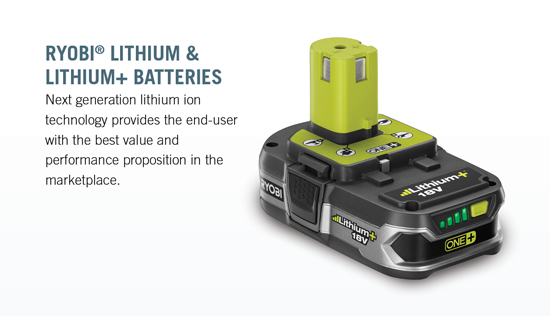 RYOBI® LITHIUM &
LITHIUM+ BATTERIES
Next generation lithium ion
technology provides the end-user
with the best value and
performance proposition in the
marketplace.
Lithium+
18V
RYOBI
Lithium+
18V
ONE+
ONE+